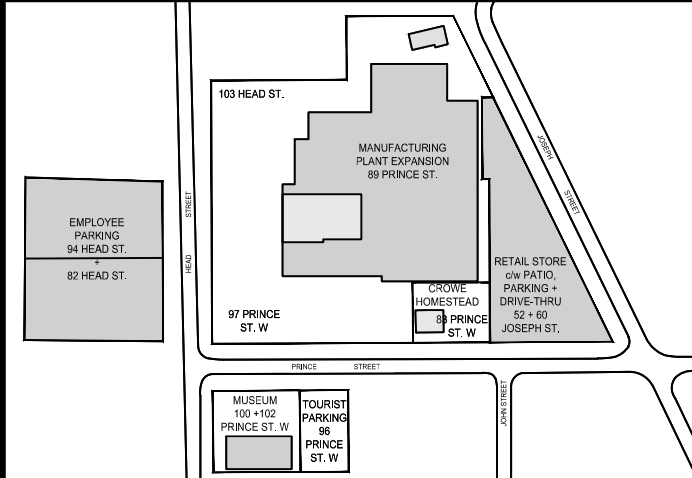 103 HEAD ST.
MANUFACTURING
PLANT EXPANSION
89 PRINCE ST.
JOSEPH
STREET
EMPLOYEE
PARKING
94 HEAD ST.
+
82 HEAD ST.
HEAD
STREET
RETAIL STORE
c/w PATIO,
PARKING +
DRIVE-THRU
52 + 60
JOSEPH ST.
CROWE
HOMESTEAD
83 PRINCE
ST. W
97 PRINCE
ST. W
PRINCE STREET
JOHN STREET
MUSEUM
100 +102
PRINCE ST. W
TOURIST
PARKING
96
PRINCE
ST. W